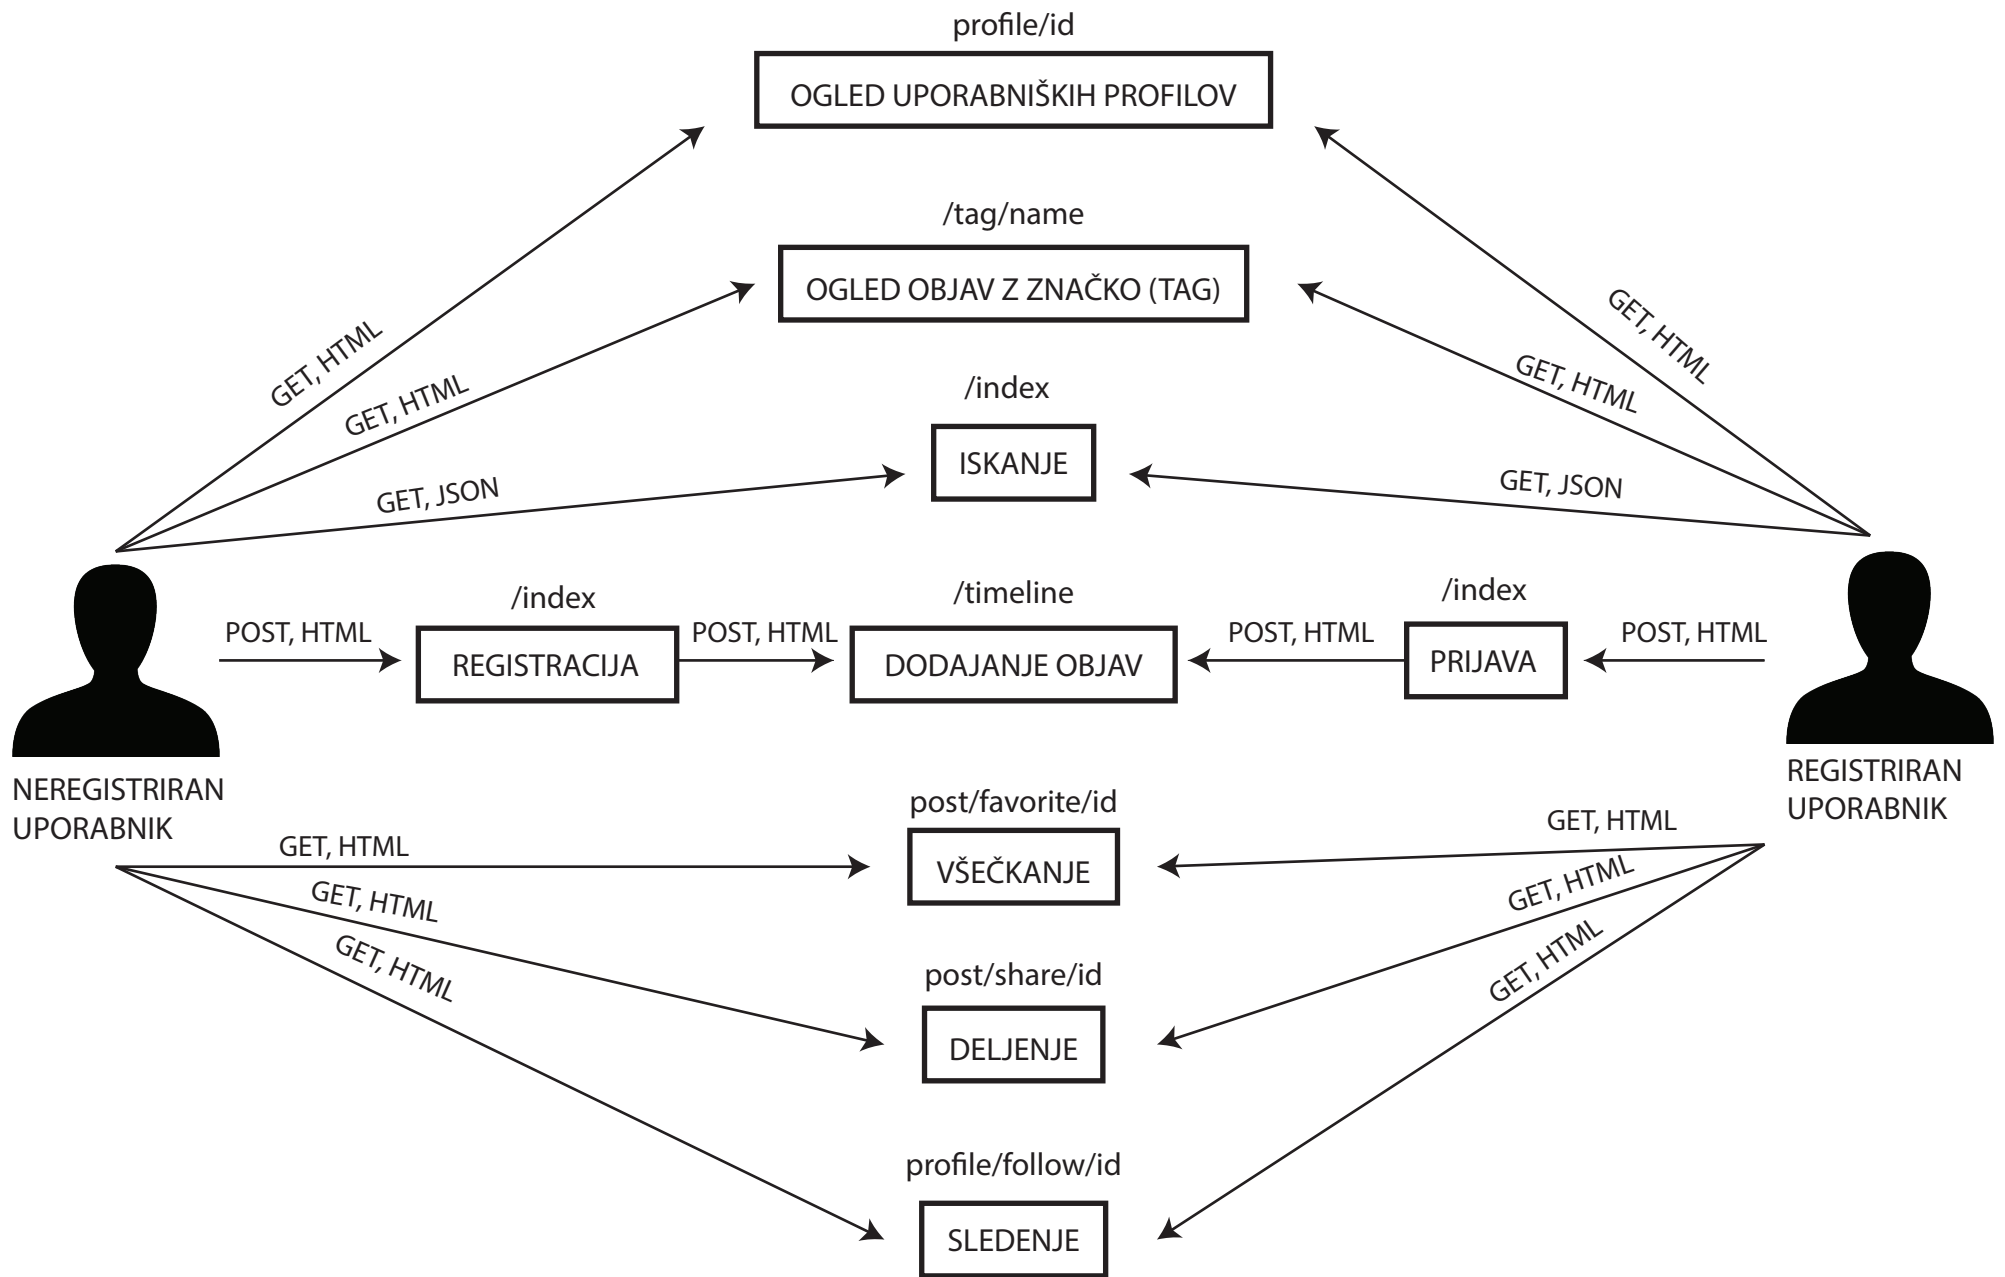 profile/id
OGLED UPORABNIŠKIH PROFILOV
/tag/name
OGLED OBJAV Z ZNAČKO (TAG)
GET, HTML
GET, HTML
GET, HTML
GET, HTML
/index
ISKANJE
GET, JSON
GET, JSON
/index
/timeline
/index
POST, HTML
POST, HTML
POST, HTML
POST, HTML
REGISTRACIJA
DODAJANJE OBJAV
PRIJAVA
NEREGISTRIRAN
UPORABNIK
REGISTRIRAN
UPORABNIK
post/favorite/id
VŠEČKANJE
GET, HTML
GET, HTML
GET, HTML
GET, HTML
GET, HTML
GET, HTML
post/share/id
DELJENJE
profile/follow/id
SLEDENJE